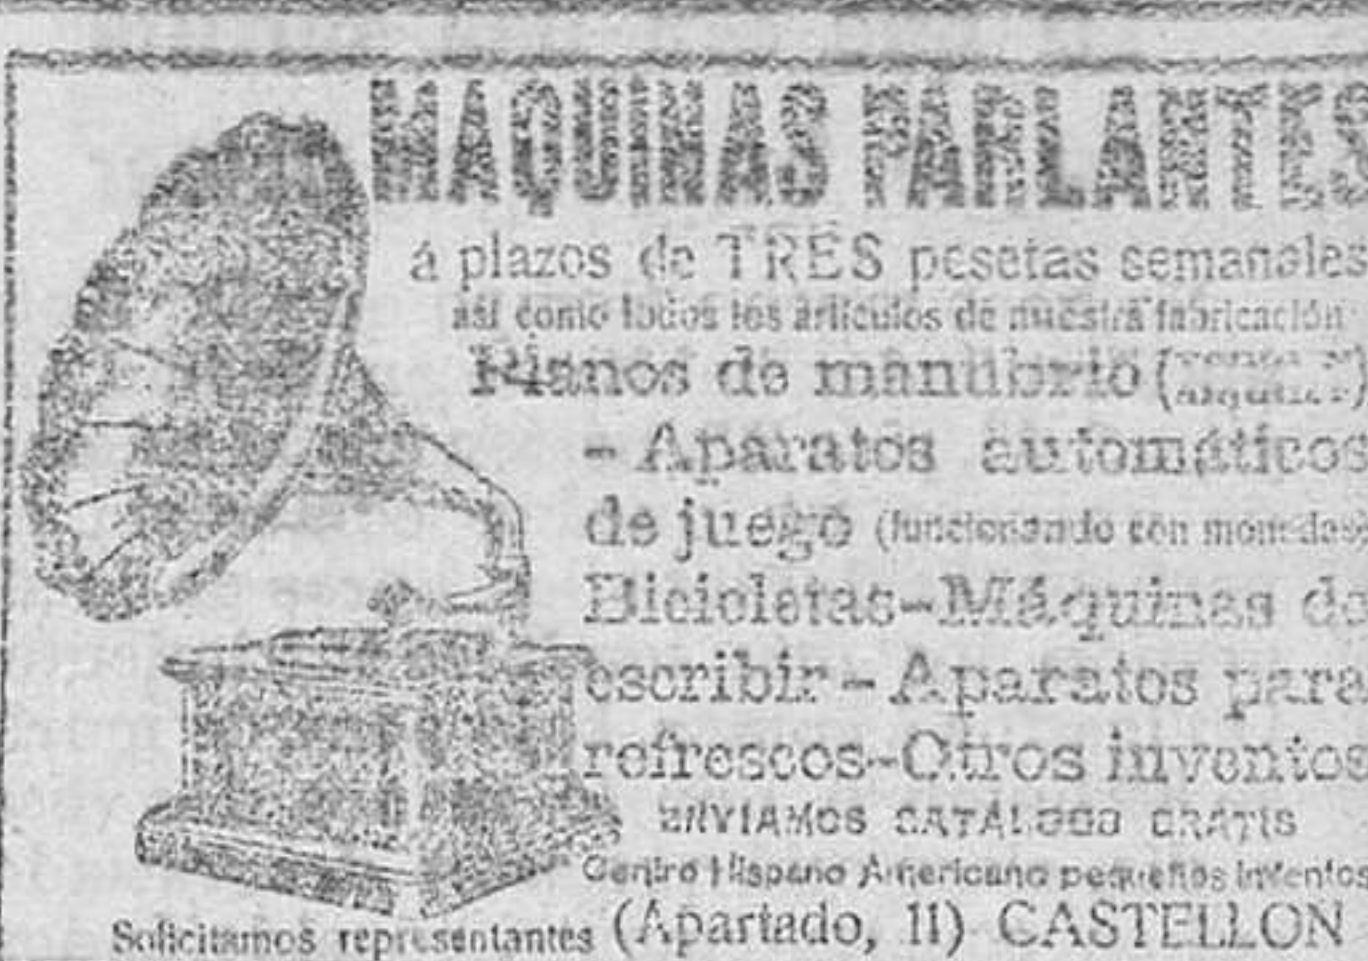 MAQUINAS PARLANTES
á plazos de TRES pesetas semanales
así como todos los artículos de nuestra fabricación
Pianos de manubrio (venta y
alquiler)
- Aparatos automáticos
de juego (funcionando con monedas)
Bicicletas-Máquinas de
escribir - Aparatos para
refrescos-Otros inventos
ENVIAMOS CATÁLOGO GRATIS
Centro Hispano Americano pequeños inventos
Solicitamos representantes (Apartado, 11) CASTELLON